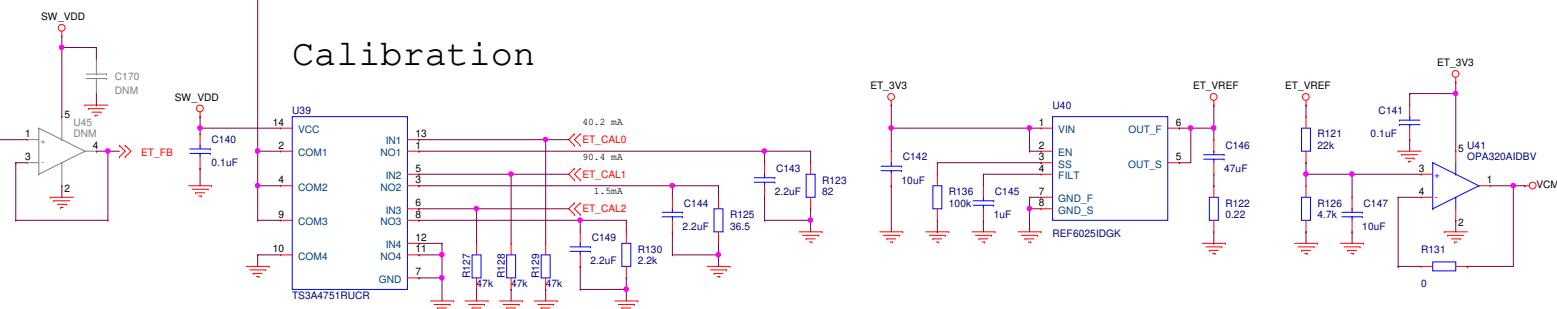 Calibration
SW_VDD
C170
DNM
5
U45
DNM
1
+
3
-
4
2
ET_FB
SW_VDD
C140
0.1uF
U39
14
VCC
2
COM1
4
COM2
9
COM3
10
COM4
IN1
13
NO1
1
IN2
5
NO2
3
IN3
6
NO3
8
IN4
12
NO4
11
GND
7
TS3A4751RUCR
40.2 mA
ET_CAL0
90.4 mA
ET_CAL1
1.5mA
ET_CAL2
R127
47k
R128
47k
R129
47k
C149
2.2uF
R130
2.2k
C144
2.2uF
R125
36.5
C143
2.2uF
R123
82
ET_3V3
C142
10uF
R136
100k
C145
1uF
U40
1
VIN
2
EN
3
SS
4
FILT
7
GND_F
8
GND_S
OUT_F
6
OUT_S
5
REF6025IDGK
ET_VREF
C146
47uF
R122
0.22
ET_VREF
R121
22k
R126
4.7k
C147
10uF
ET_3V3
C141
0.1uF
5
U41
OPA320AIDBV
3
+
4
-
1
2
VCM
R131
0